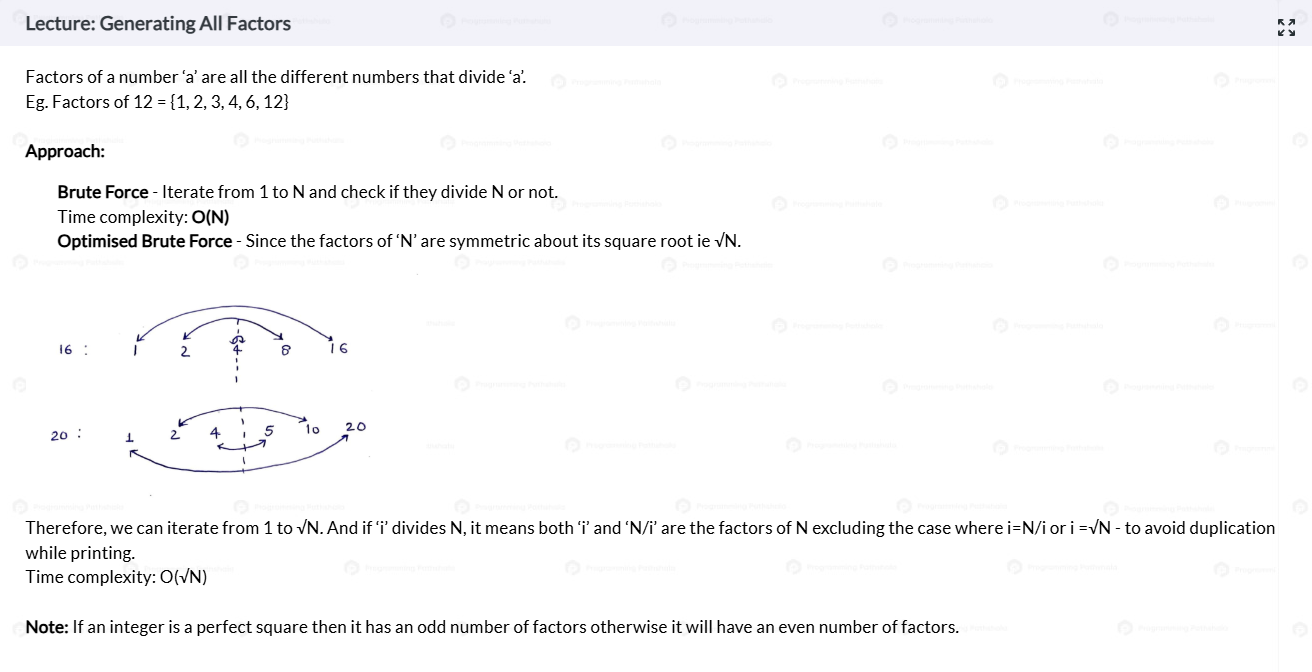 Lecture: Generating All Factors
Factors of a number ‘a’ are all the different numbers that divide ‘a’.
Eg. Factors of 12 = {1, 2, 3, 4, 6, 12}
Approach:
Brute Force - Iterate from 1 to N and check if they divide N or not.
Time complexity: O(N)
Optimised Brute Force - Since the factors of ‘N’ are symmetric about its square root ie √N.
16 : 1 2 4 8 16
20 : 1 2 4 5 10 20
Therefore, we can iterate from 1 to √N. And if ‘i’ divides N, it means both ‘i’ and ‘N/i’ are the factors of N excluding the case where i=N/i or i =√N - to avoid duplication
while printing.
Time complexity: O(√N)
Note: If an integer is a perfect square then it has an odd number of factors otherwise it will have an even number of factors.